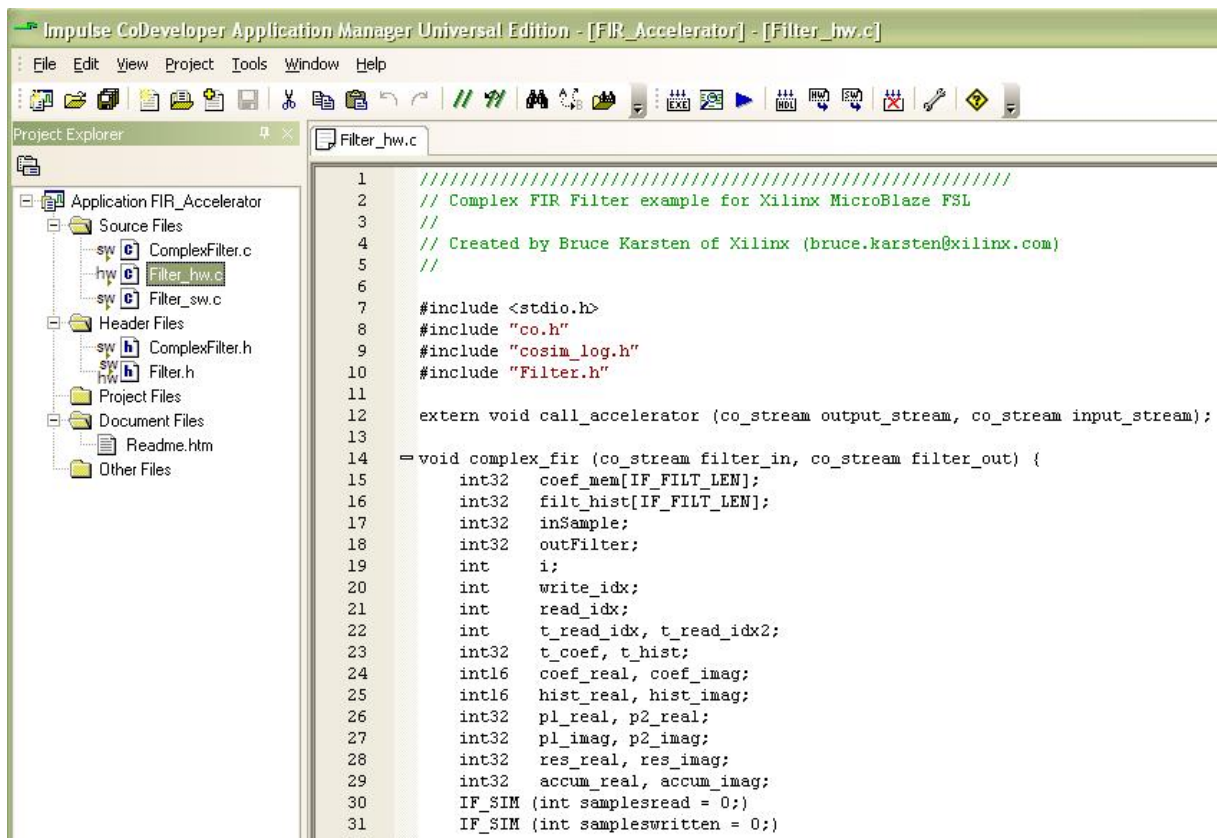 Impulse CoDeveloper Application Manager Universal Edition - [FIR_Accelerator] - [Filter_hw.c]
File Edit View Project Tools Window Help
EXE HDL HW SW
Project Explorer
Filter_hw.c
Application FIR_Accelerator
Source Files
sw c ComplexFilter.c
hw c Filter_hw.c
sw c Filter_sw.c
Header Files
sw h ComplexFilter.h
sw hw h Filter.h
Project Files
Document Files
Readme.htm
Other Files
1 ///////////////////////////////////////////////////////////
2 // Complex FIR Filter example for Xilinx MicroBlaze FSL
3 //
4 // Created by Bruce Karsten of Xilinx (bruce.karsten@xilinx.com)
5 //
6
7 #include <stdio.h>
8 #include "co.h"
9 #include "cosim_log.h"
10 #include "Filter.h"
11
12 extern void call_accelerator (co_stream output_stream, co_stream input_stream);
13
14 void complex_fir (co_stream filter_in, co_stream filter_out) {
15 int32 coef_mem[IF_FILT_LEN];
16 int32 filt_hist[IF_FILT_LEN];
17 int32 inSample;
18 int32 outFilter;
19 int i;
20 int write_idx;
21 int read_idx;
22 int t_read_idx, t_read_idx2;
23 int32 t_coef, t_hist;
24 int16 coef_real, coef_imag;
25 int16 hist_real, hist_imag;
26 int32 p1_real, p2_real;
27 int32 p1_imag, p2_imag;
28 int32 res_real, res_imag;
29 int32 accum_real, accum_imag;
30 IF_SIM (int samplesread = 0;)
31 IF_SIM (int sampleswritten = 0;)